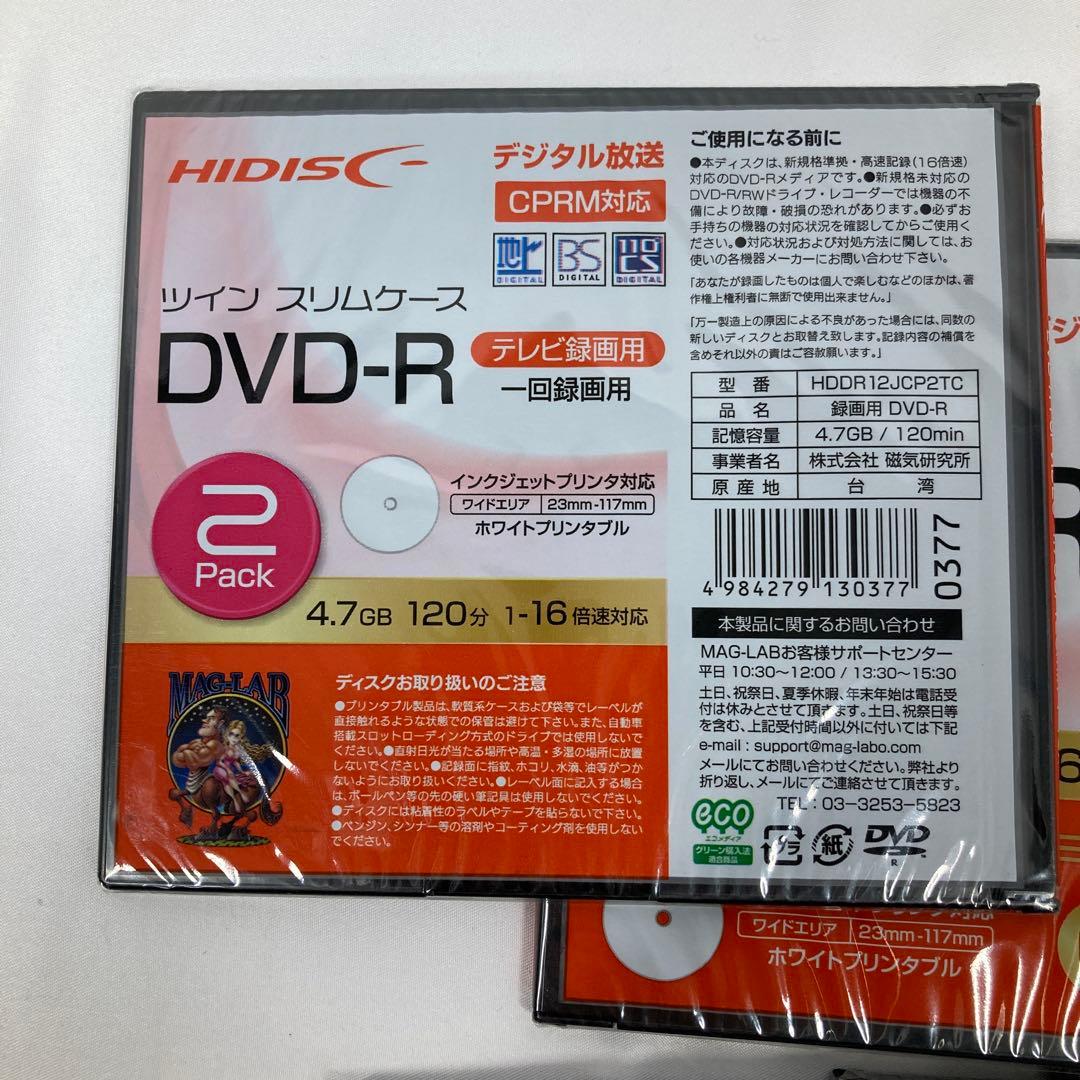 HIDISC
デジタル放送
CPRM対応
地上
DIGITAL
BS
DIGITAL
110
CS
DIGITAL
ツイン スリムケース
DVD-R
テレビ録画用
一回録画用
2
Pack
インクジェットプリンタ対応
ワイドエリア 23mm-117mm
ホワイトプリンタブル
4.7GB 120分 1-16倍速対応
MAG-LAB
ディスクお取り扱いのご注意
●プリンタブル製品は、軟質系ケースおよび袋等でレーベルが
直接触れるような状態での保管は避けて下さい。また、自動車
搭載スロットローディング方式のドライブでは使用しないで
ください。●直射日光が当たる場所や高温・多湿の場所に放置
しないでください。●記録面に指紋、ホコリ、水滴、油等がつか
ないようにお取り扱いください。●レーベル面に記入する場合
は、ボールペン等の先の硬い筆記具は使用しないでください。
●ディスクには粘着性のラベルやテープを貼らないで下さい。
●ベンジン、シンナー等の溶剤やコーティング剤を使用しない
でください。
ご使用になる前に
●本ディスクは、新規格準拠・高速記録(16倍速)
対応のDVD-Rメディアです。●新規格未対応の
DVD-R/RWドライブ・レコーダーでは機器の不
備により故障・破損の恐れがあります。●必ずお
手持ちの機器の対応状況を確認してからご使用く
ださい。●対応状況および対処方法に関しては、お
使いの各機器メーカーにお問い合わせ下さい。
「あなたが録画したものは個人で楽しむなどのほかは、著
作権上権利者に無断で使用出来ません。」
「万一製造上の原因による不良があった場合には、同数の
新しいディスクとお取替え致します。記録内容の補償を
含めそれ以外の責はご容赦願います。」
型番 HDDR12JCP2TC
品名 録画用 DVD-R
記憶容量 4.7GB / 120min
事業者名 株式会社 磁気研究所
原産地 台湾
4 984279 130377
0377
本製品に関するお問い合わせ
MAG-LABお客様サポートセンター
平日 10:30〜12:00 / 13:30〜15:30
土日、祝祭日、夏季休暇、年末年始は電話受
付は休みとさせて頂きます。土日、祝祭日等
を含む、上記受付時間以外に付いては下記
e-mail : support@mag-labo.com
メールにてお問い合わせください。弊社より
折り返し、メールにてご連絡させて頂きます。
TEL : 03-3253-5823
eco
エコメディア
グリーン購入法
適合商品
プラ
紙
DVD
R
ワイドエリア 23mm-117mm
ホワイトプリンタブル